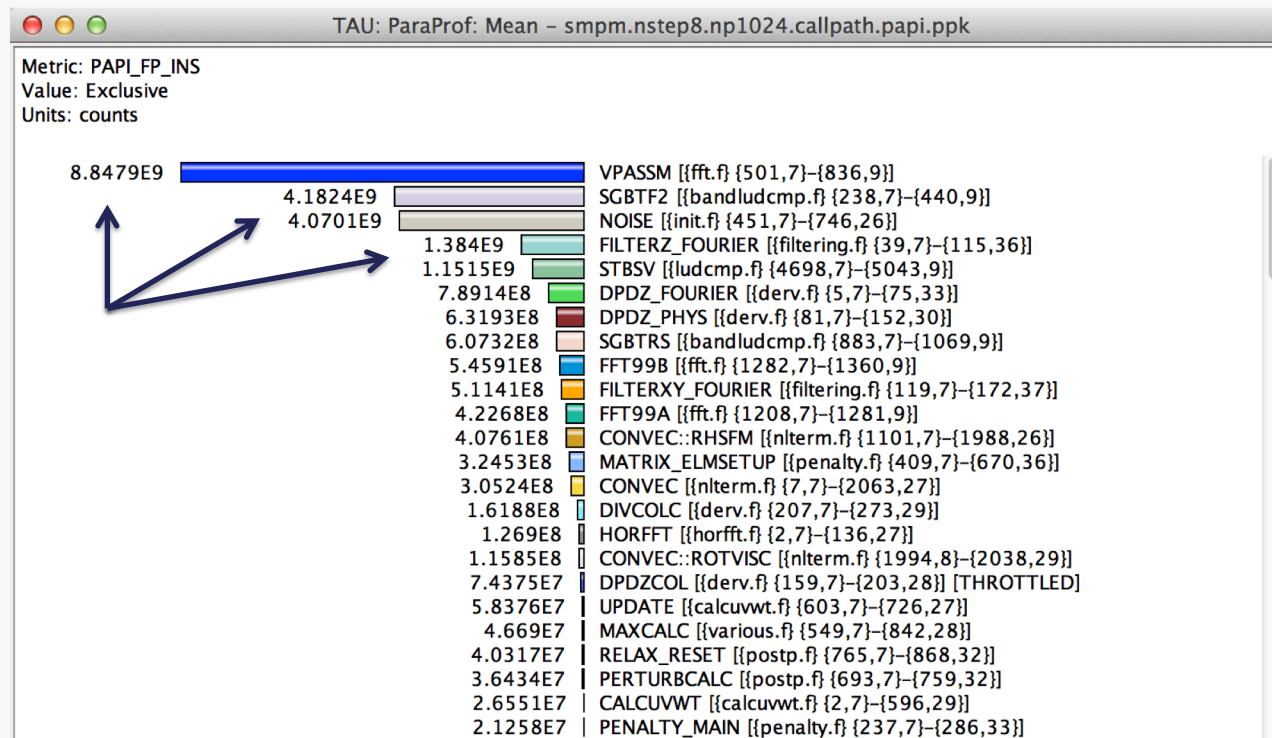 TAU: ParaProf: Mean – smpm.nstep8.np1024.callpath.papi.ppk
Metric: PAPI_FP_INS
Value: Exclusive
Units: counts
8.8479E9 VPASSM [{fft.f} {501,7}–{836,9}]
4.1824E9 SGBTF2 [{bandludcmp.f} {238,7}–{440,9}]
4.0701E9 NOISE [{init.f} {451,7}–{746,26}]
1.384E9 FILTERZ_FOURIER [{filtering.f} {39,7}–{115,36}]
1.1515E9 STBSV [{ludcmp.f} {4698,7}–{5043,9}]
7.8914E8 DPDZ_FOURIER [{derv.f} {5,7}–{75,33}]
6.3193E8 DPDZ_PHYS [{derv.f} {81,7}–{152,30}]
6.0732E8 SGBTRS [{bandludcmp.f} {883,7}–{1069,9}]
5.4591E8 FFT99B [{fft.f} {1282,7}–{1360,9}]
5.1141E8 FILTERXY_FOURIER [{filtering.f} {119,7}–{172,37}]
4.2268E8 FFT99A [{fft.f} {1208,7}–{1281,9}]
4.0761E8 CONVEC::RHSFM [{nlterm.f} {1101,7}–{1988,26}]
3.2453E8 MATRIX_ELMSETUP [{penalty.f} {409,7}–{670,36}]
3.0524E8 CONVEC [{nlterm.f} {7,7}–{2063,27}]
1.6188E8 DIVCOLC [{derv.f} {207,7}–{273,29}]
1.269E8 HORFFT [{horfft.f} {2,7}–{136,27}]
1.1585E8 CONVEC::ROTVISC [{nlterm.f} {1994,8}–{2038,29}]
7.4375E7 DPDZCOL [{derv.f} {159,7}–{203,28}] [THROTTLED]
5.8376E7 UPDATE [{calcuvwt.f} {603,7}–{726,27}]
4.669E7 MAXCALC [{various.f} {549,7}–{842,28}]
4.0317E7 RELAX_RESET [{postp.f} {765,7}–{868,32}]
3.6434E7 PERTURBCALC [{postp.f} {693,7}–{759,32}]
2.6551E7 CALCUVWT [{calcuvwt.f} {2,7}–{596,29}]
2.1258E7 PENALTY_MAIN [{penalty.f} {237,7}–{286,33}]